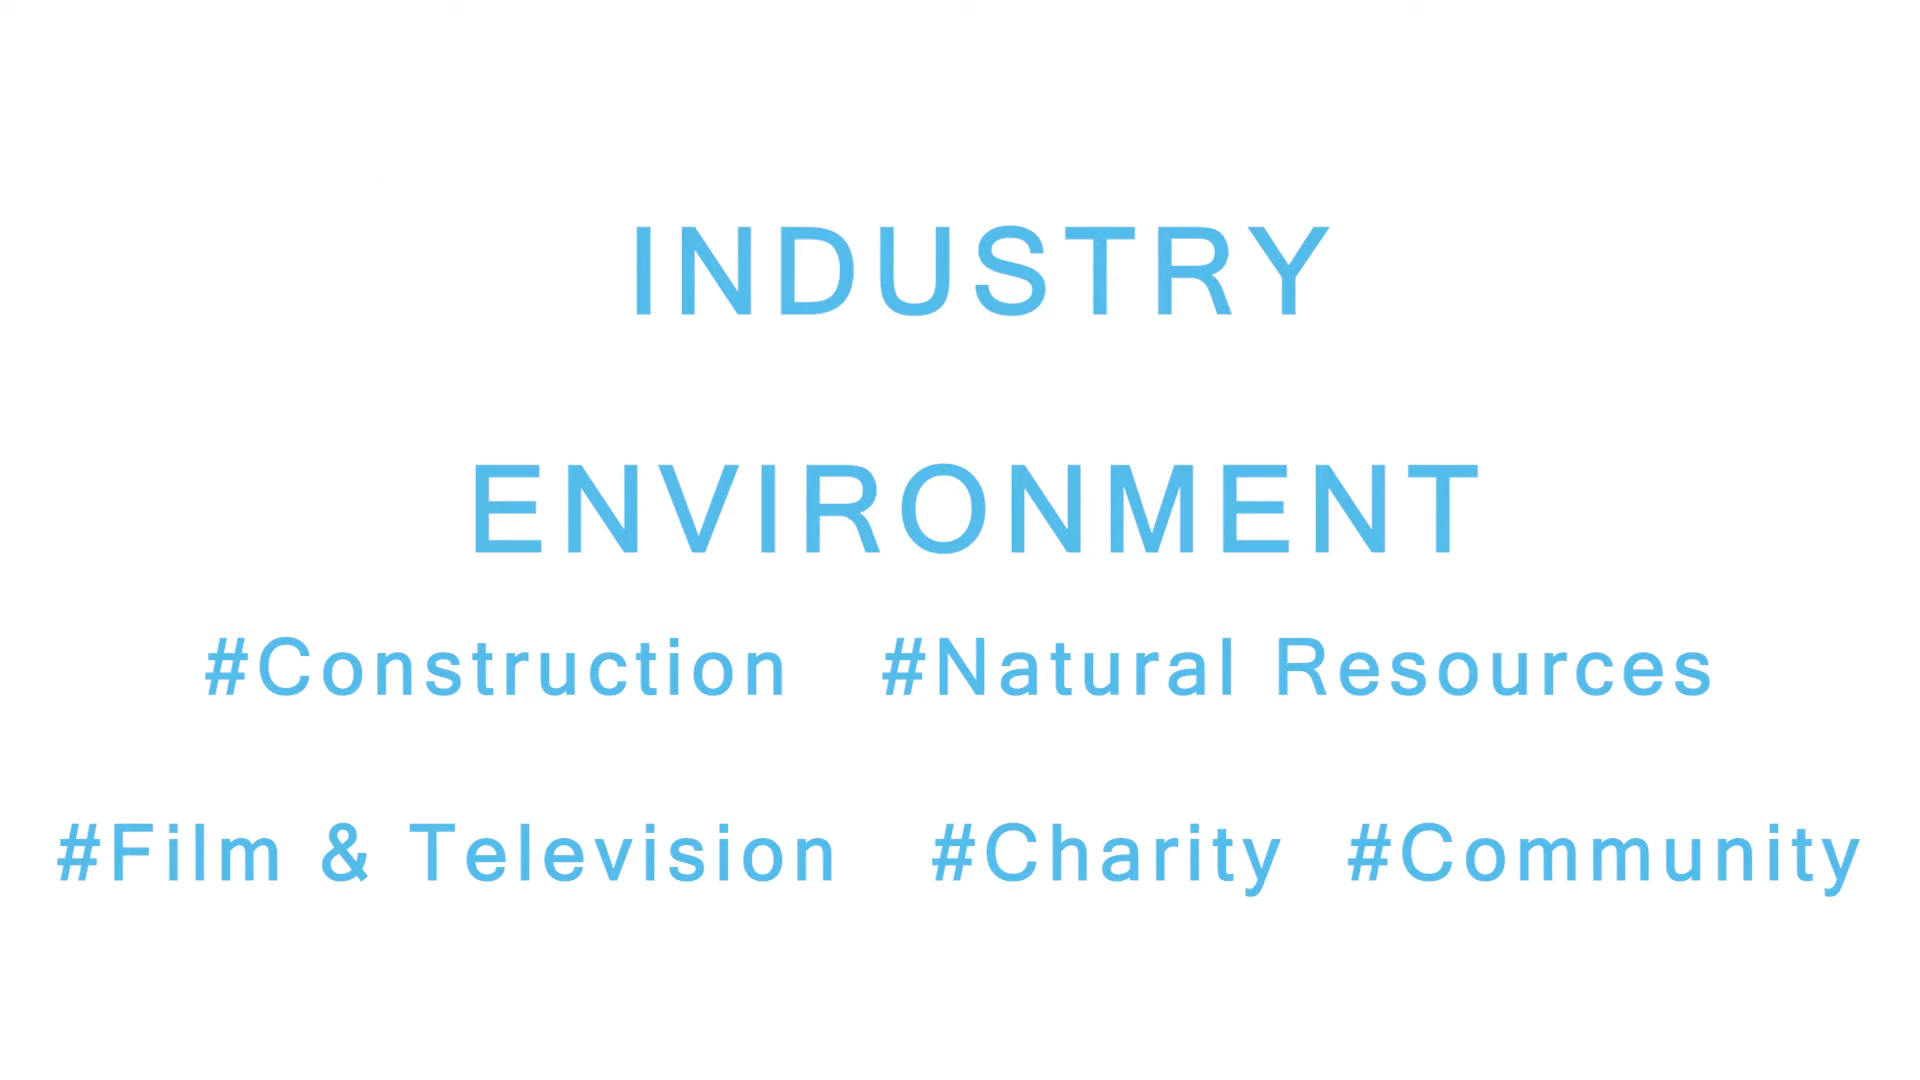 INDUSTRY
ENVIRONMENT
#Construction #Natural Resources
#Film & Television #Charity #Community